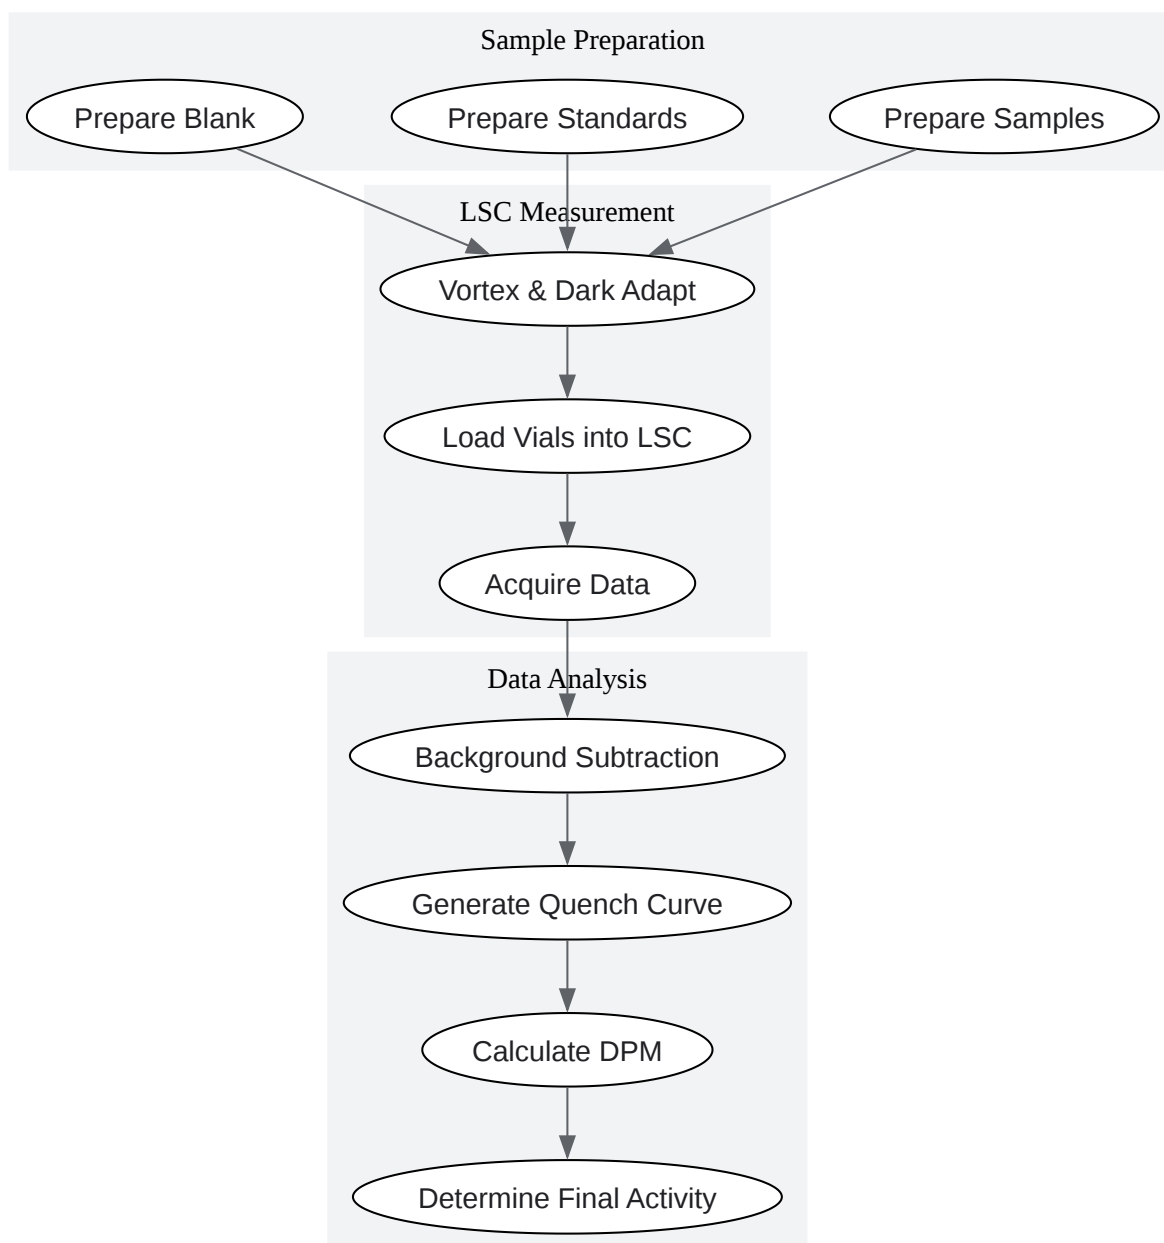 Sample Preparation
Prepare Blank
Prepare Standards
Prepare Samples
LSC Measurement
Vortex & Dark Adapt
Load Vials into LSC
Acquire Data
Data Analysis
Background Subtraction
Generate Quench Curve
Calculate DPM
Determine Final Activity